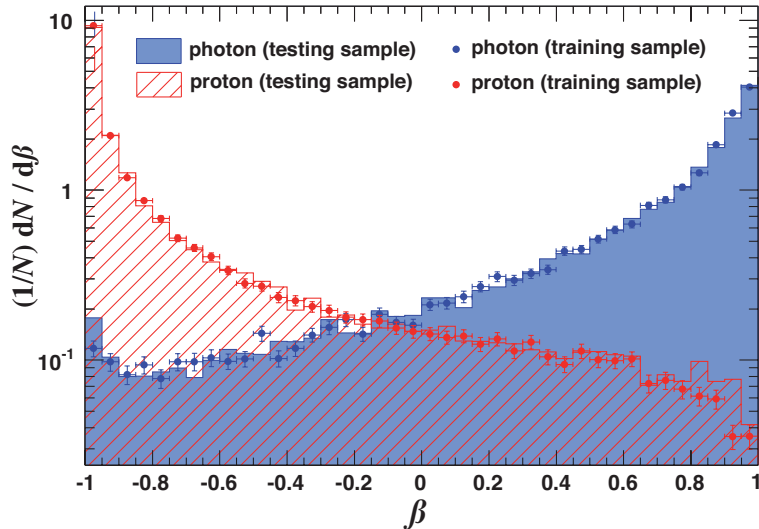 10
photon (testing sample)
photon (training sample)
proton (testing sample)
proton (training sample)
1
10⁻¹
(1/N) dN / dβ
-1 -0.8 -0.6 -0.4 -0.2 0 0.2 0.4 0.6 0.8 1
β